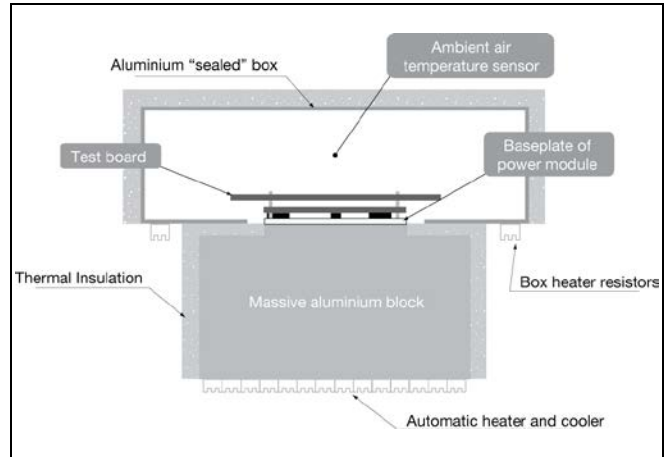 Ambient air
temperature sensor
Aluminium “sealed” box
Test board
Baseplate of
power module
Thermal Insulation
Massive aluminium block
Box heater resistors
Automatic heater and cooler